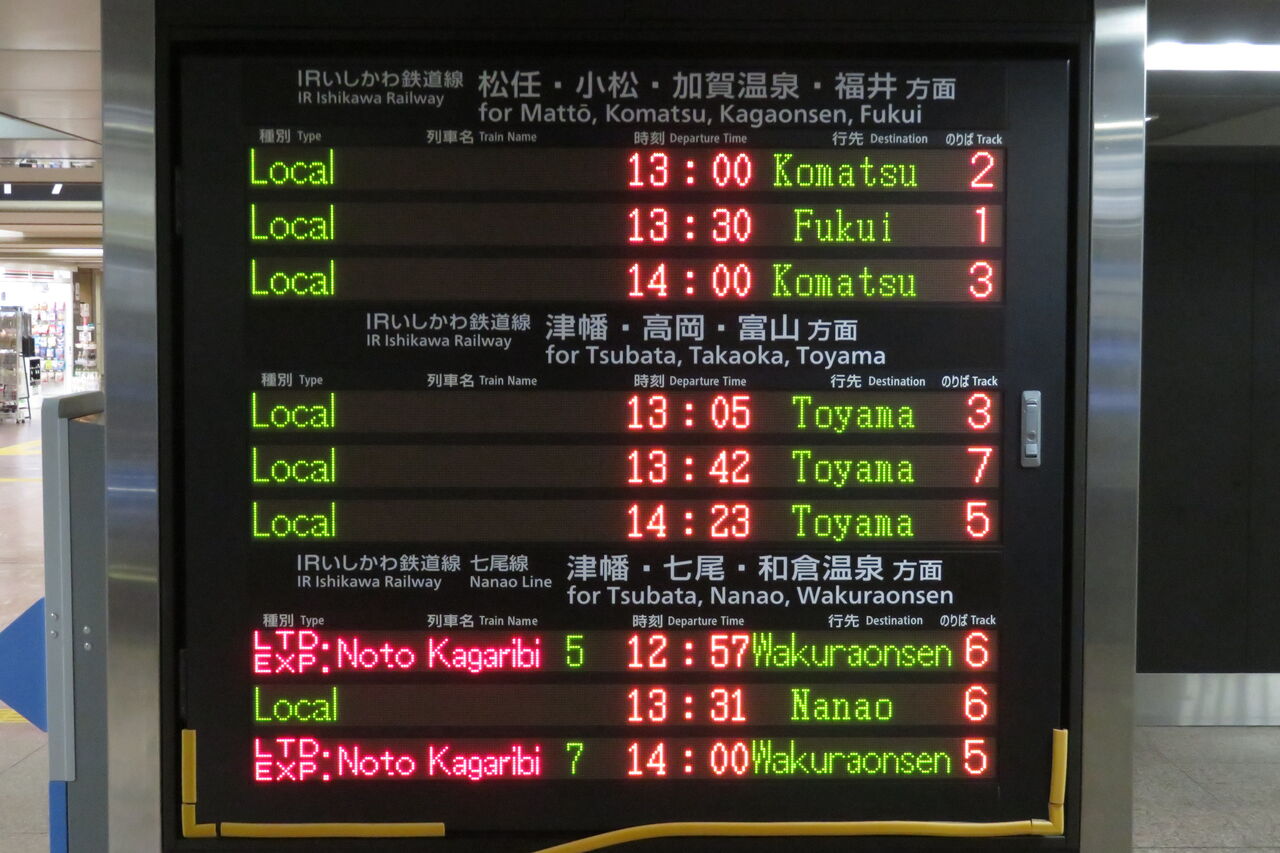 IRいしかわ鉄道線 松任・小松・加賀温泉・福井 方面
IR Ishikawa Railway for Mattō, Komatsu, Kagaonsen, Fukui
種別 Type 列車名 Train Name 時刻 Departure Time 行先 Destination のりば Track
Local 13:00 Komatsu 2
Local 13:30 Fukui 1
Local 14:00 Komatsu 3
IRいしかわ鉄道線 津幡・高岡・富山 方面
IR Ishikawa Railway for Tsubata, Takaoka, Toyama
種別 Type 列車名 Train Name 時刻 Departure Time 行先 Destination のりば Track
Local 13:05 Toyama 3
Local 13:42 Toyama 7
Local 14:23 Toyama 5
IRいしかわ鉄道線 七尾線 津幡・七尾・和倉温泉 方面
IR Ishikawa Railway Nanao Line for Tsubata, Nanao, Wakuraonsen
種別 Type 列車名 Train Name 時刻 Departure Time 行先 Destination のりば Track
LTD. EXP. Noto Kagaribi 5 12:57 Wakuraonsen 6
Local 13:31 Nanao 6
LTD. EXP. Noto Kagaribi 7 14:00 Wakuraonsen 5